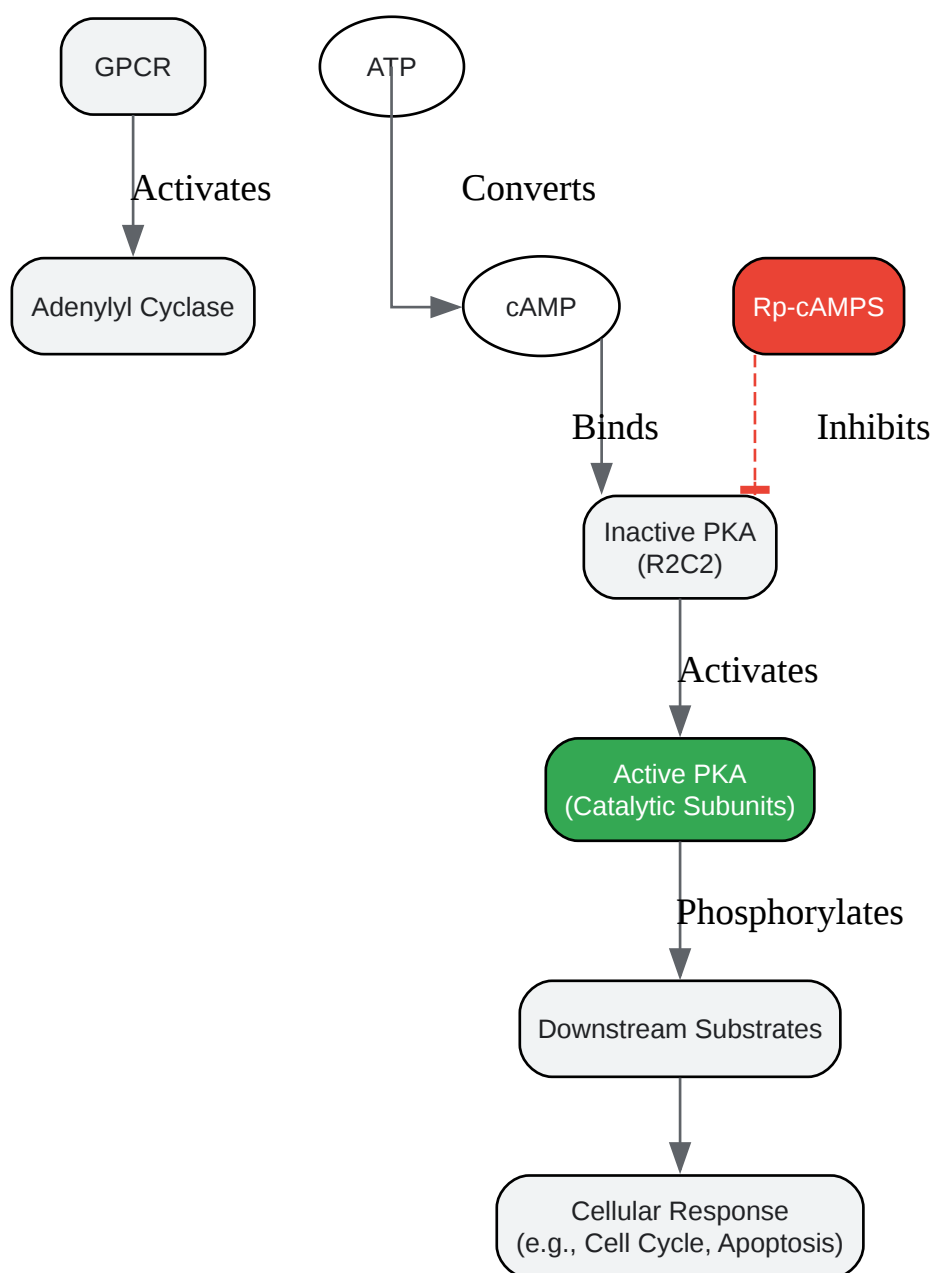 GPCR
ATP
Activates
Converts
Adenylyl Cyclase
cAMP
Rp-cAMPS
Binds
Inhibits
Inactive PKA
(R2C2)
Activates
Active PKA
(Catalytic Subunits)
Phosphorylates
Downstream Substrates
Cellular Response
(e.g., Cell Cycle, Apoptosis)